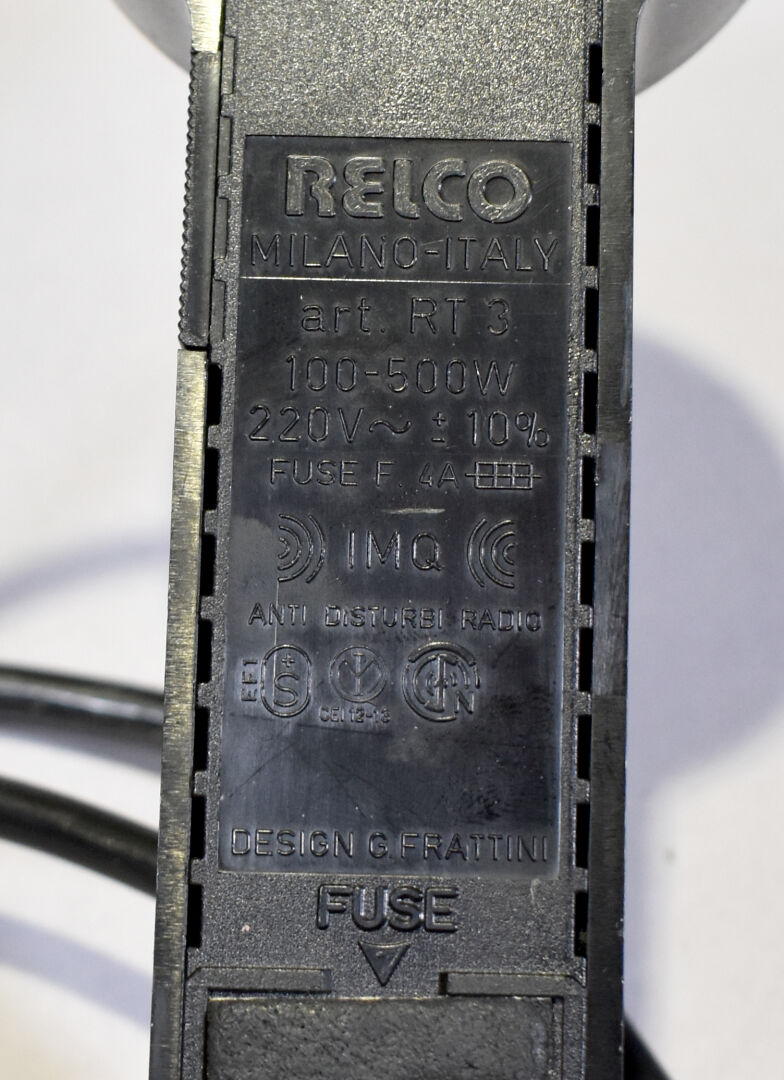 RELCO
MILANO-ITALY
art. RT 3
100-500W
220V~ ± 10%
FUSE F. 4A
IMQ
ANTI DISTURBI RADIO
EFI +S
CEI 12-13
DESIGN G.FRATTINI
FUSE